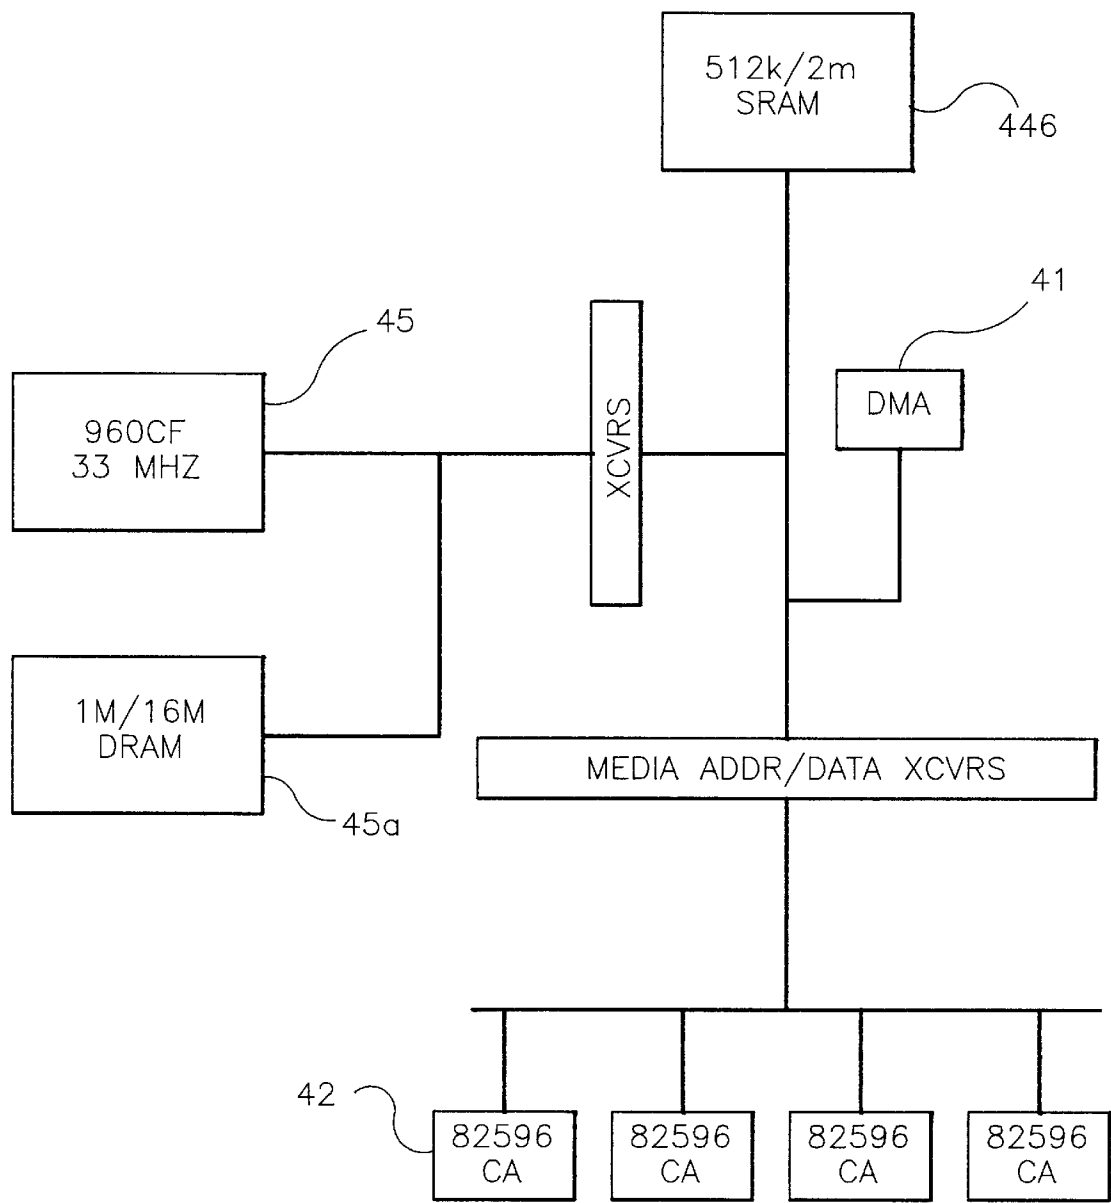 512k/2m
SRAM
446
41
45
DMA
960CF
33 MHZ
XCVRS
1M/16M
DRAM
MEDIA ADDR/DATA XCVRS
45a
42
82596
CA
82596
CA
82596
CA
82596
CA